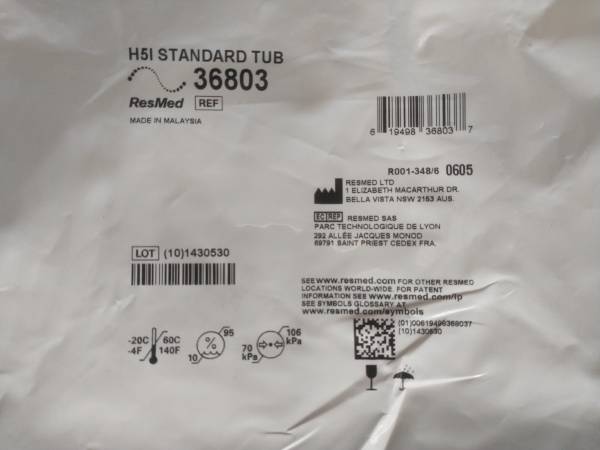 H5I STANDARD TUB
36803
ResMed REF
MADE IN MALAYSIA
6 19498 36803 7
R001-348/6 0605
RESMED LTD
1 ELIZABETH MACARTHUR DR.
BELLA VISTA NSW 2153 AUS.
EC REP RESMED SAS
PARC TECHNOLOGIQUE DE LYON
292 ALLÉE JACQUES MONOD
69791 SAINT PRIEST CEDEX FRA.
LOT (10)1430530
SEE www.resmed.com FOR OTHER RESMED
LOCATIONS WORLD-WIDE. FOR PATENT
INFORMATION SEE www.resmed.com/ip
SEE SYMBOLS GLOSSARY AT
www.resmed.com/symbols
(01)00619498368037
(10)1430530
-20C 60C
-4F 140F
% 95
10
106
kPa
70
kPa